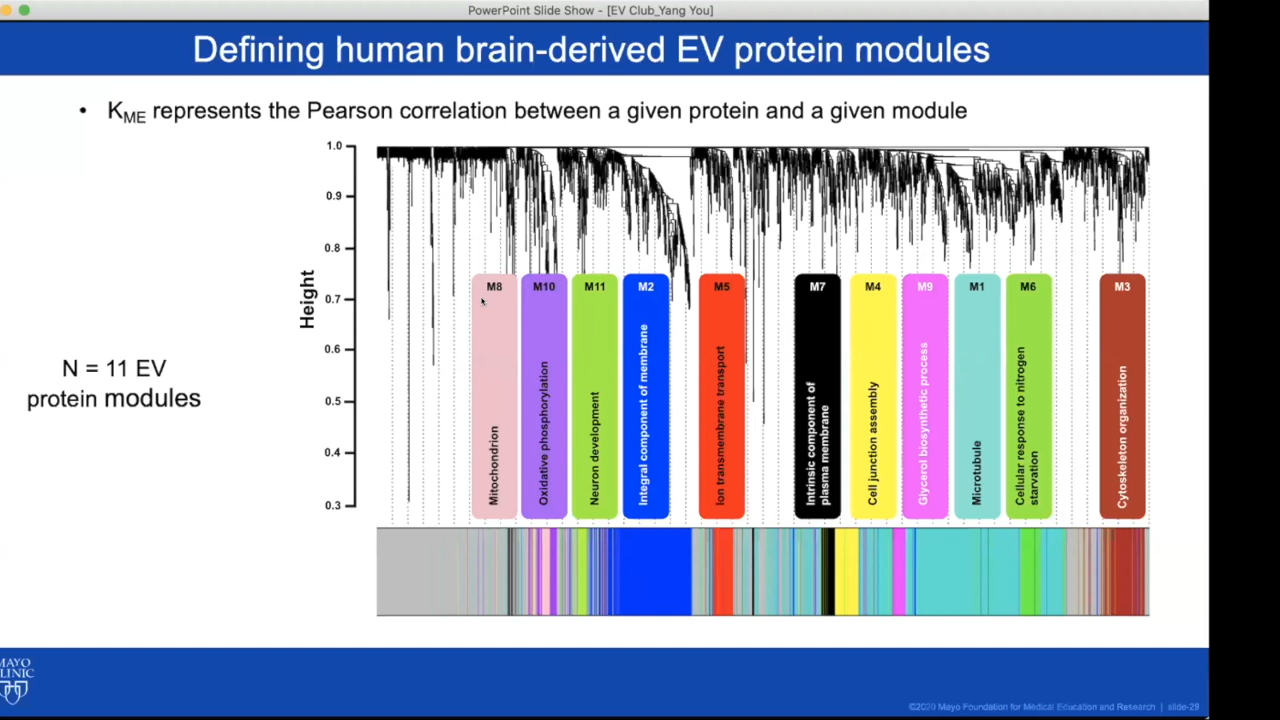 PowerPoint Slide Show - [EV Club_Yang You]
Defining human brain-derived EV protein modules
• KME represents the Pearson correlation between a given protein and a given module
Height
1.0
0.9
0.8
0.7
0.6
0.5
0.4
0.3
N = 11 EV
protein modules
M8
Mitochondrion
M10
Oxidative phosphorylation
M11
Neuron development
M2
Integral component of membrane
M5
Ion transmembrane transport
M7
Intrinsic component of
plasma membrane
M4
Cell junction assembly
M9
Glycerol biosynthetic process
M1
Microtubule
M6
Cellular response to nitrogen
starvation
M3
Cytoskeleton organization
MAYO
CLINIC
©2020 Mayo Foundation for Medical Education and Research | slide-29